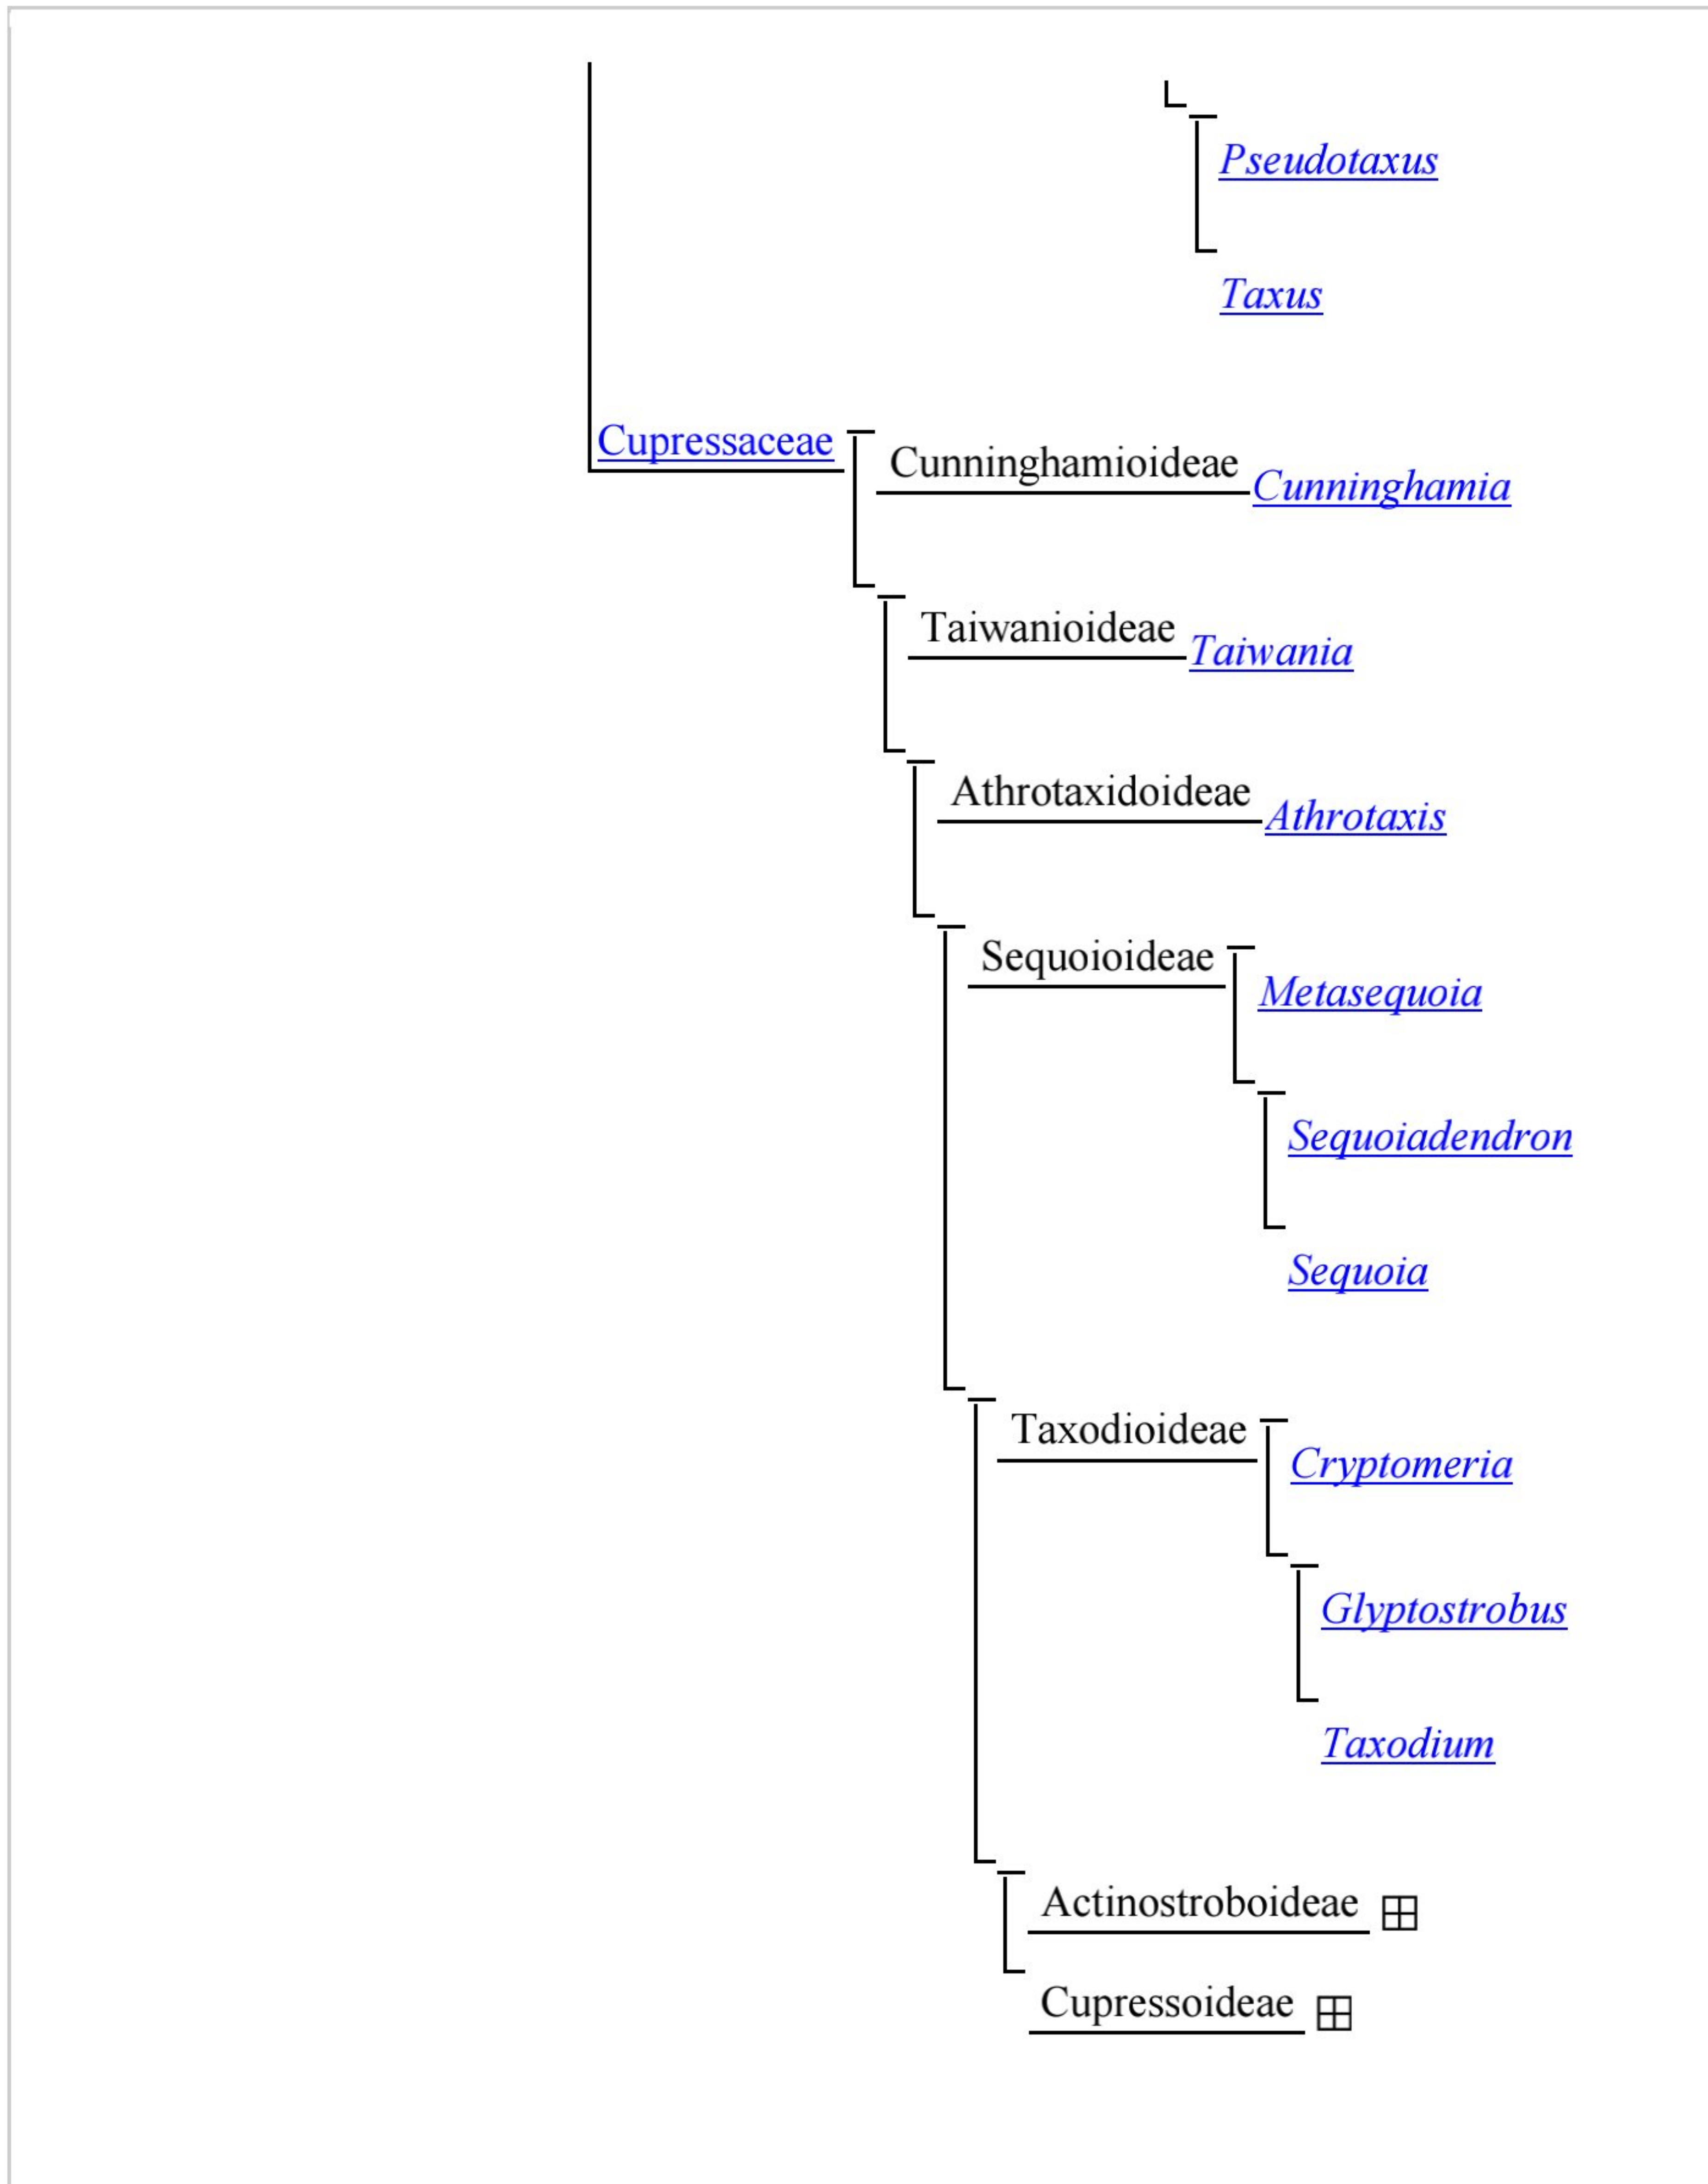 Pseudotaxus
Taxus
Cupressaceae
Cunninghamioideae
Cunninghamia
Taiwanioideae
Taiwania
Athrotaxidoideae
Athrotaxis
Sequoioideae
Metasequoia
Sequoiadendron
Sequoia
Taxodioideae
Cryptomeria
Glyptostrobus
Taxodium
Actinostroboideae
Cupressoideae